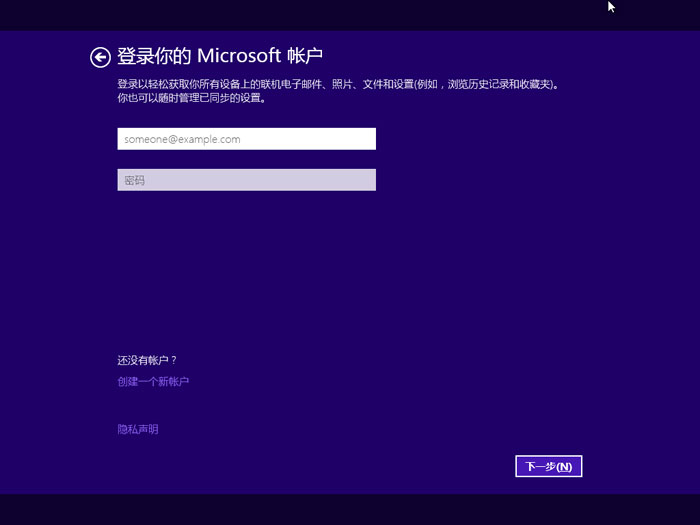 登录你的 Microsoft 帐户
登录以轻松获取你所有设备上的联机电子邮件、照片、文件和设置(例如，浏览历史记录和收藏夹)。
你也可以随时管理已同步的设置。
someone@example.com
密码
还没有帐户？
创建一个新帐户
隐私声明
下一步(N)